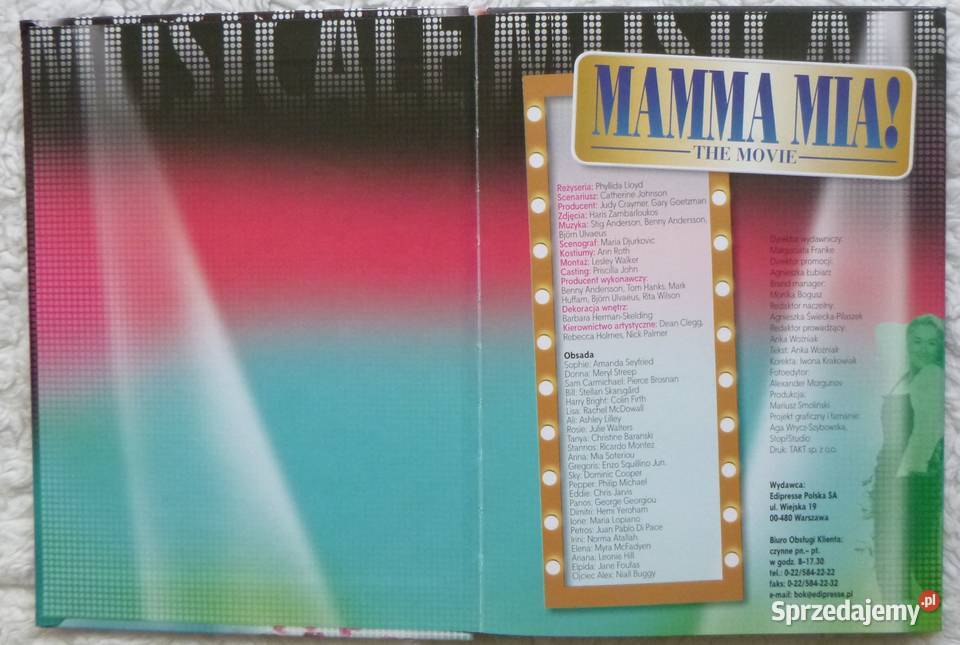 MUSICALE MUSICAL
MAMMA MIA!
THE MOVIE
Reżyseria: Phyllida Lloyd
Scenariusz: Catherine Johnson
Producent: Judy Craymer, Gary Goetzman
Zdjęcia: Haris Zambarloukos
Muzyka: Stig Anderson, Benny Andersson,
Björn Ulvaeus
Scenograf: Maria Djurkovic
Kostiumy: Ann Roth
Montaż: Lesley Walker
Casting: Priscilla John
Producent wykonawczy:
Benny Andersson, Tom Hanks, Mark
Huffam, Björn Ulvaeus, Rita Wilson
Dekoracja wnętrz:
Barbara Herman-Skelding
Kierownictwo artystyczne: Dean Clegg,
Rebecca Holmes, Nick Palmer
Obsada
Sophie: Amanda Seyfried
Donna: Meryl Streep
Sam Carmichael: Pierce Brosnan
Bill: Stellan Skarsgård
Harry Bright: Colin Firth
Lisa: Rachel McDowall
Ali: Ashley Lilley
Rosie: Julie Walters
Tanya: Christine Baranski
Stannos: Ricardo Montez
Arina: Mia Soteriou
Gregoris: Enzo Squillino Jun.
Sky: Dominic Cooper
Pepper: Philip Michael
Eddie: Chris Jarvis
Panos: George Georgiou
Dimitri: Hemi Yeroham
Ione: Maria Lopiano
Petros: Juan Pablo Di Pace
Irini: Norma Atallah
Elena: Myra McFadyen
Ariana: Leonie Hill
Elpida: Jane Foufas
Ojciec Alex: Niall Buggy
Dyrektor wydawniczy:
Małgorzata Franke
Dyrektor promocji:
Agnieszka Łubiarz
Brand manager:
Monika Bogusz
Redaktor naczelny:
Agnieszka Świecka-Pilaszek
Redaktor prowadzący:
Anka Woźniak
Tekst: Anka Woźniak
Korekta: Iwona Krakowiak
Fotoedytor:
Alexander Morgunov
Produkcja:
Mariusz Smoliński
Projekt graficzny i łamanie:
Aga Wrycz-Szybowska,
Stop!Studio
Druk: TAKT sp. z o.o.
Wydawca:
Edipresse Polska SA
ul. Wiejska 19
00-480 Warszawa
Biuro Obsługi Klienta:
czynne pn.- pt.
w godz. 8-17.30
tel.: 0-22/584-22-22
faks: 0-22/584-22-32
e-mail: bok@edipresse.pl
Sprzedajemy.pl